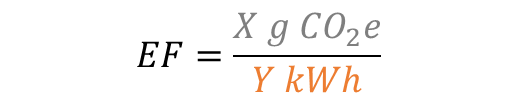 EF = X g CO₂e / Y kWh